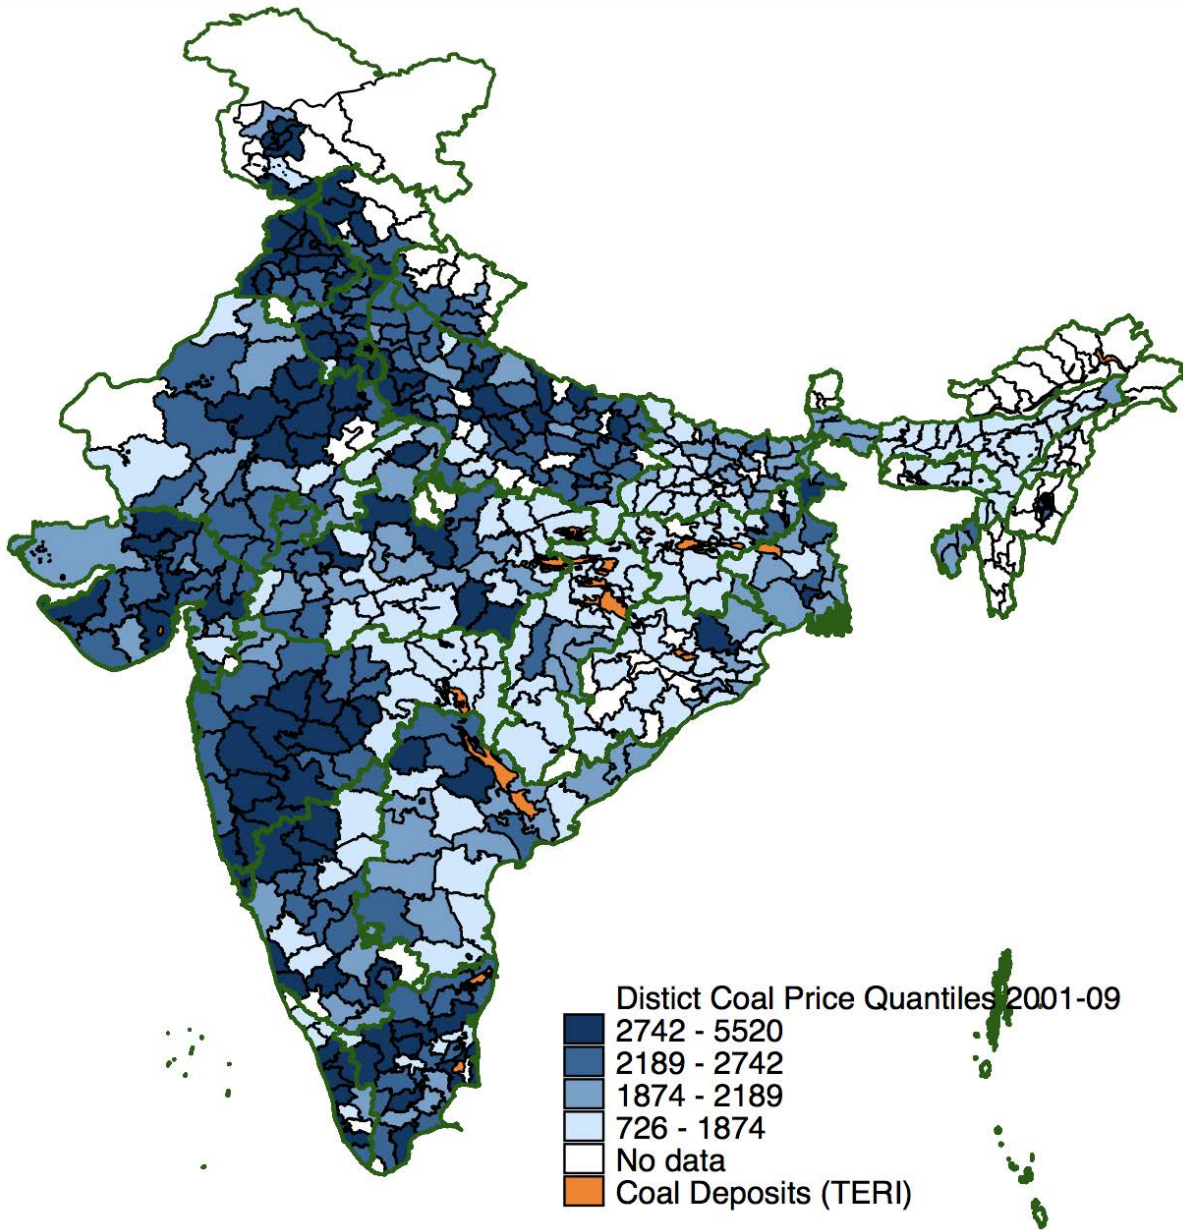 Distict Coal Price Quantiles 2001-09
2742 - 5520
2189 - 2742
1874 - 2189
726 - 1874
No data
Coal Deposits (TERI)